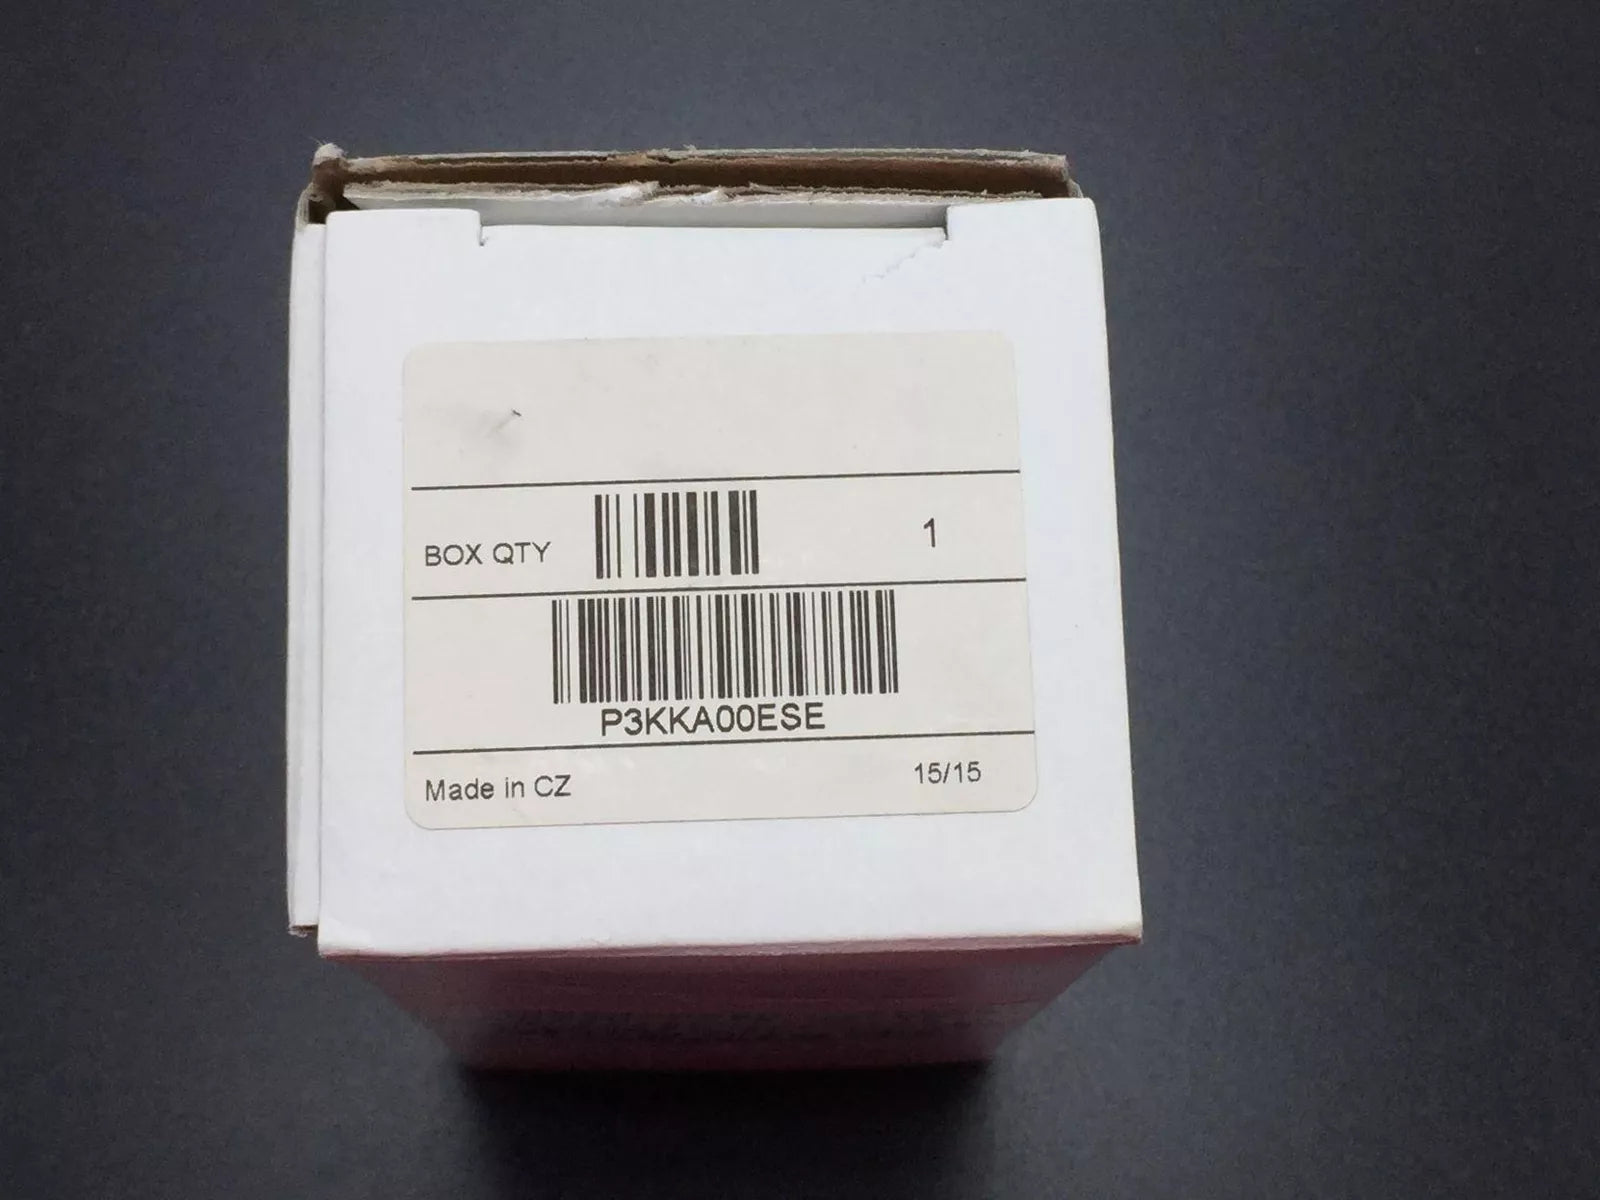 BOX QTY 1
P3KKA00ESE
Made in CZ 15/15